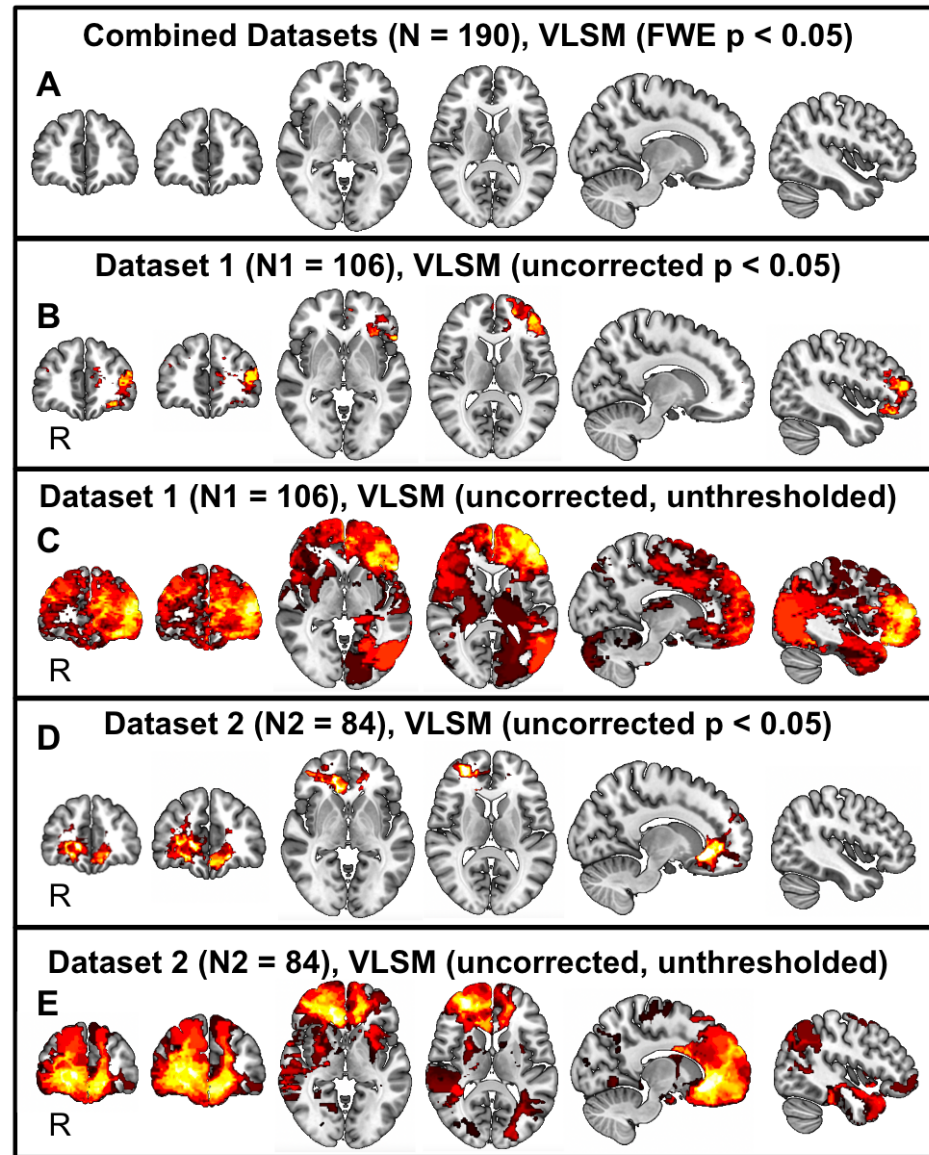 Combined Datasets (N = 190), VLSM (FWE p < 0.05)
A
Dataset 1 (N1 = 106), VLSM (uncorrected p < 0.05)
B
R
Dataset 1 (N1 = 106), VLSM (uncorrected, unthresholded)
C
R
Dataset 2 (N2 = 84), VLSM (uncorrected p < 0.05)
D
R
Dataset 2 (N2 = 84), VLSM (uncorrected, unthresholded)
E
R